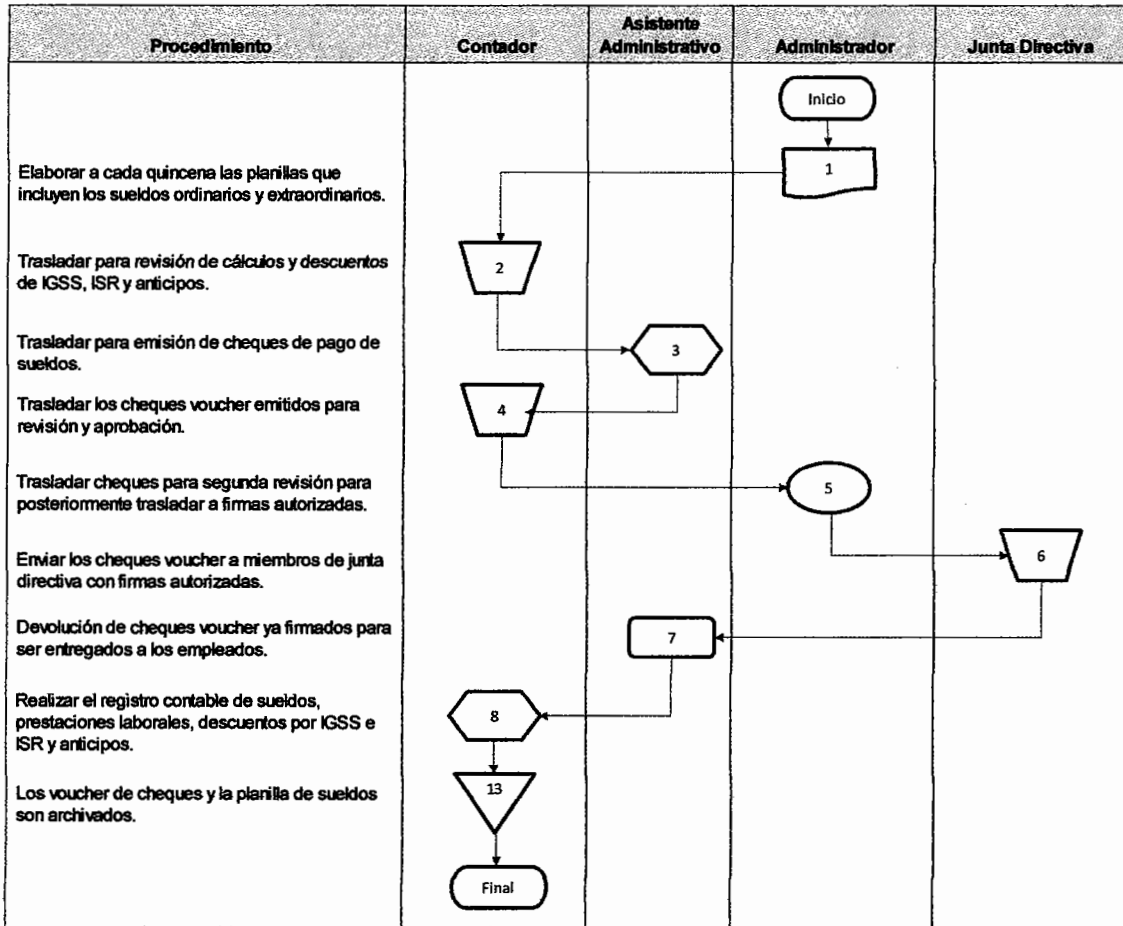 Procedimiento
Contador
Asistente
Administrativo
Administrador
Junta Directiva
Inicio
Elaborar a cada quincena las planillas que
incluyen los sueldos ordinarios y extraordinarios.
1
Trasladar para revisión de cálculos y descuentos
de IGSS, ISR y anticipos.
2
Trasladar para emisión de cheques de pago de
sueldos.
3
Trasladar los cheques voucher emitidos para
revisión y aprobación.
4
Trasladar cheques para segunda revisión para
posteriormente trasladar a firmas autorizadas.
5
Enviar los cheques voucher a miembros de junta
directiva con firmas autorizadas.
6
Devolución de cheques voucher ya firmados para
ser entregados a los empleados.
7
Realizar el registro contable de sueldos,
prestaciones laborales, descuentos por IGSS e
ISR y anticipos.
8
Los voucher de cheques y la planilla de sueldos
son archivados.
13
Final